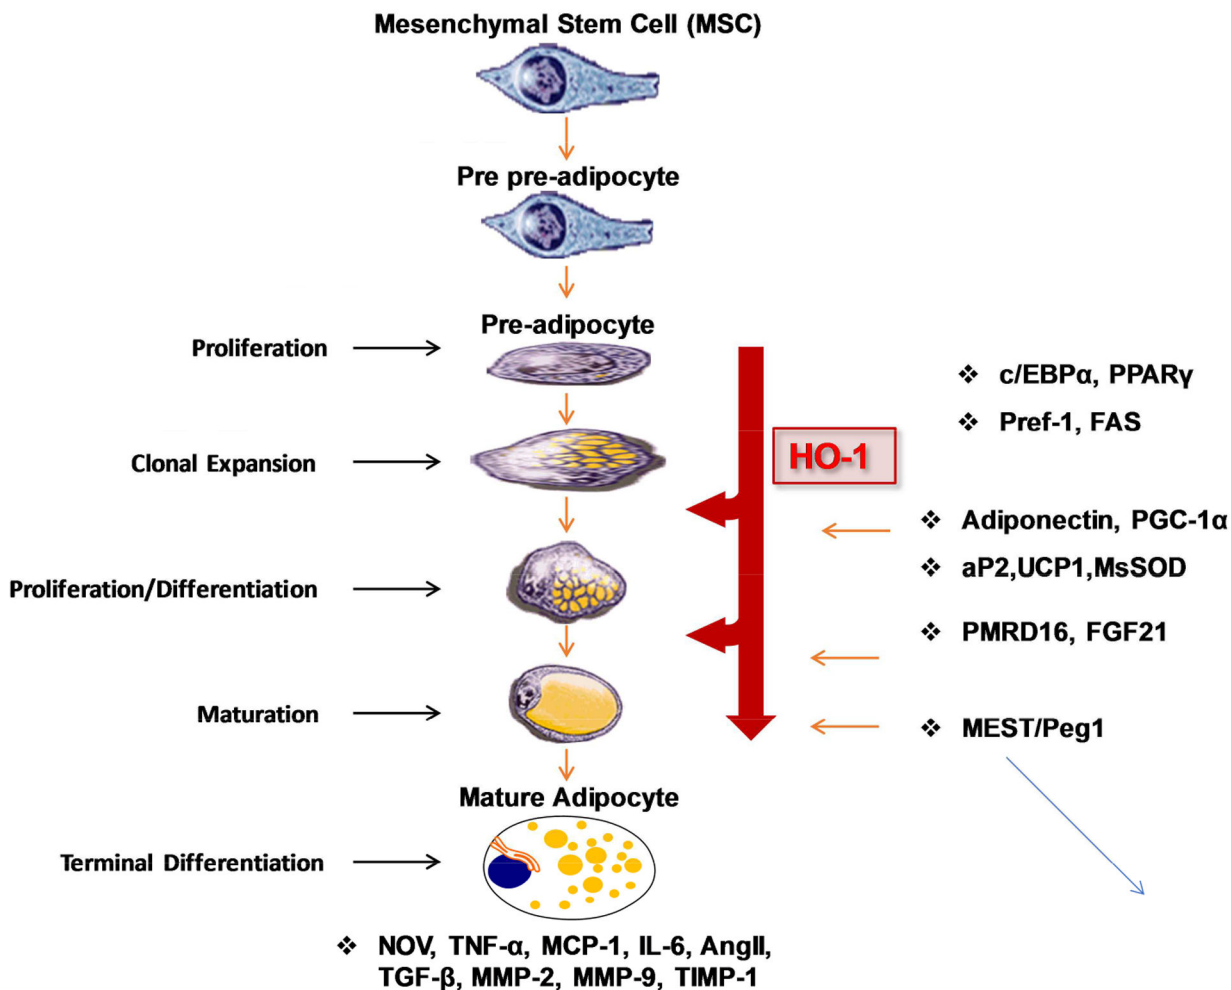 Mesenchymal Stem Cell (MSC)
Pre pre-adipocyte
Pre-adipocyte
Proliferation
c/EBPα, PPARγ
Pref-1, FAS
HO-1
Clonal Expansion
Adiponectin, PGC-1α
aP2,UCP1,MsSOD
Proliferation/Differentiation
PMRD16, FGF21
Maturation
MEST/Peg1
Mature Adipocyte
Terminal Differentiation
NOV, TNF-α, MCP-1, IL-6, AngII,
TGF-β, MMP-2, MMP-9, TIMP-1